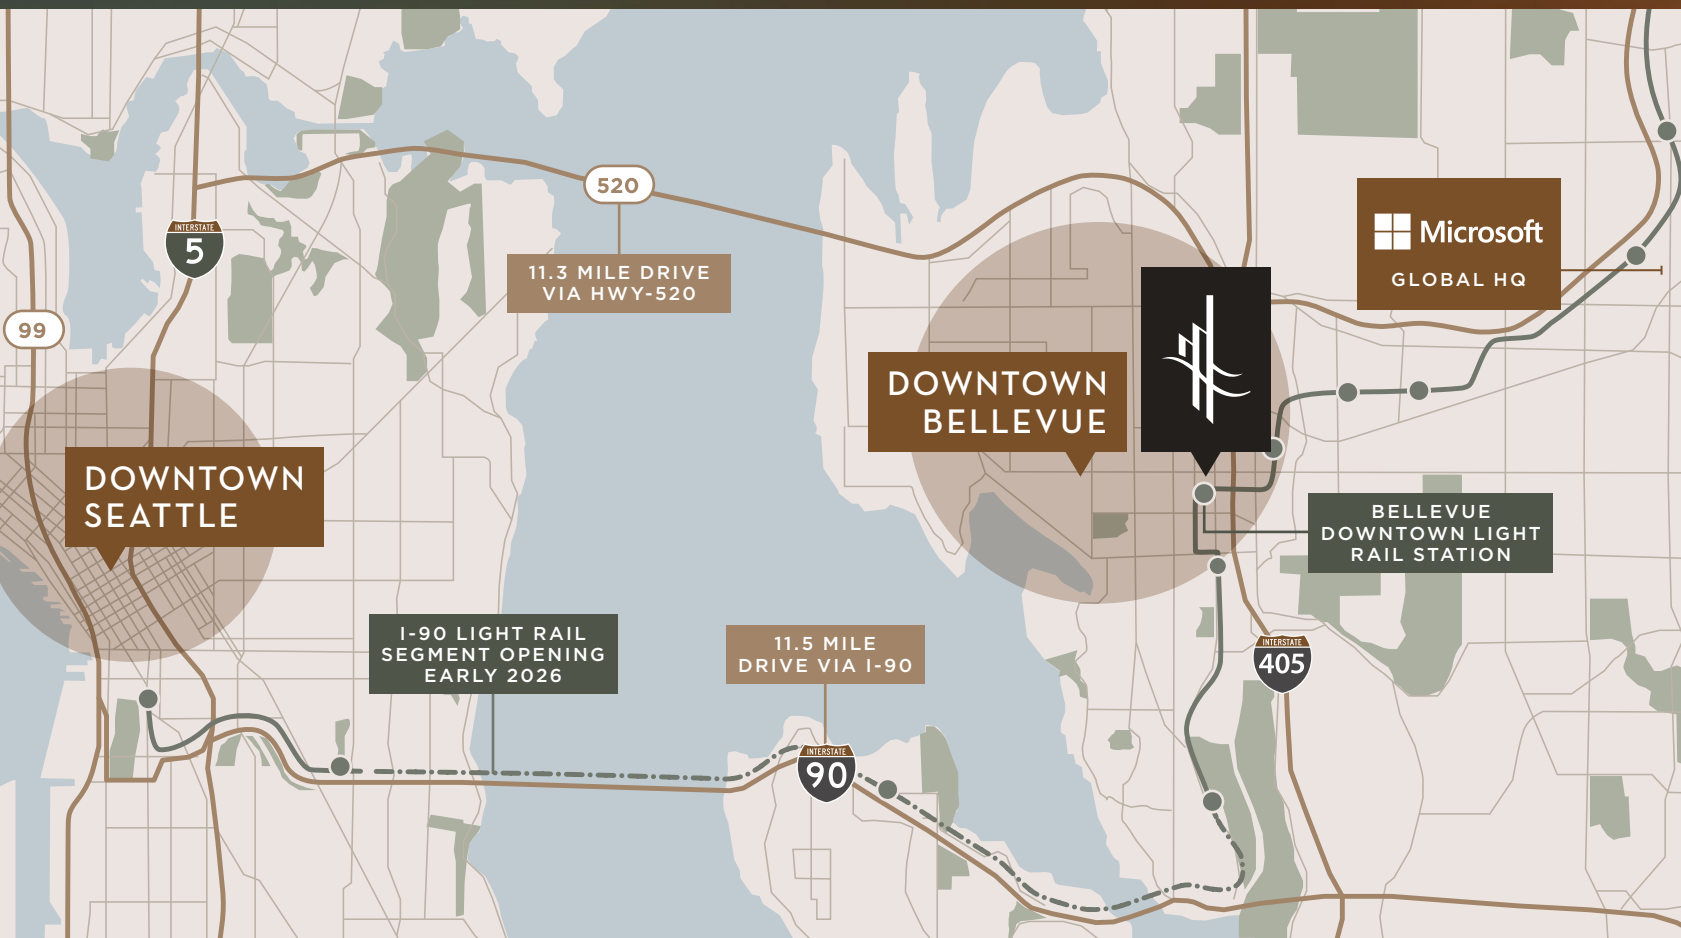 520
INTERSTATE
5
11.3 MILE DRIVE
VIA HWY-520
99
Microsoft
GLOBAL HQ
DOWNTOWN
BELLEVUE
DOWNTOWN
SEATTLE
BELLEVUE
DOWNTOWN LIGHT
RAIL STATION
I-90 LIGHT RAIL
SEGMENT OPENING
EARLY 2026
11.5 MILE
DRIVE VIA I-90
INTERSTATE
405
INTERSTATE
90